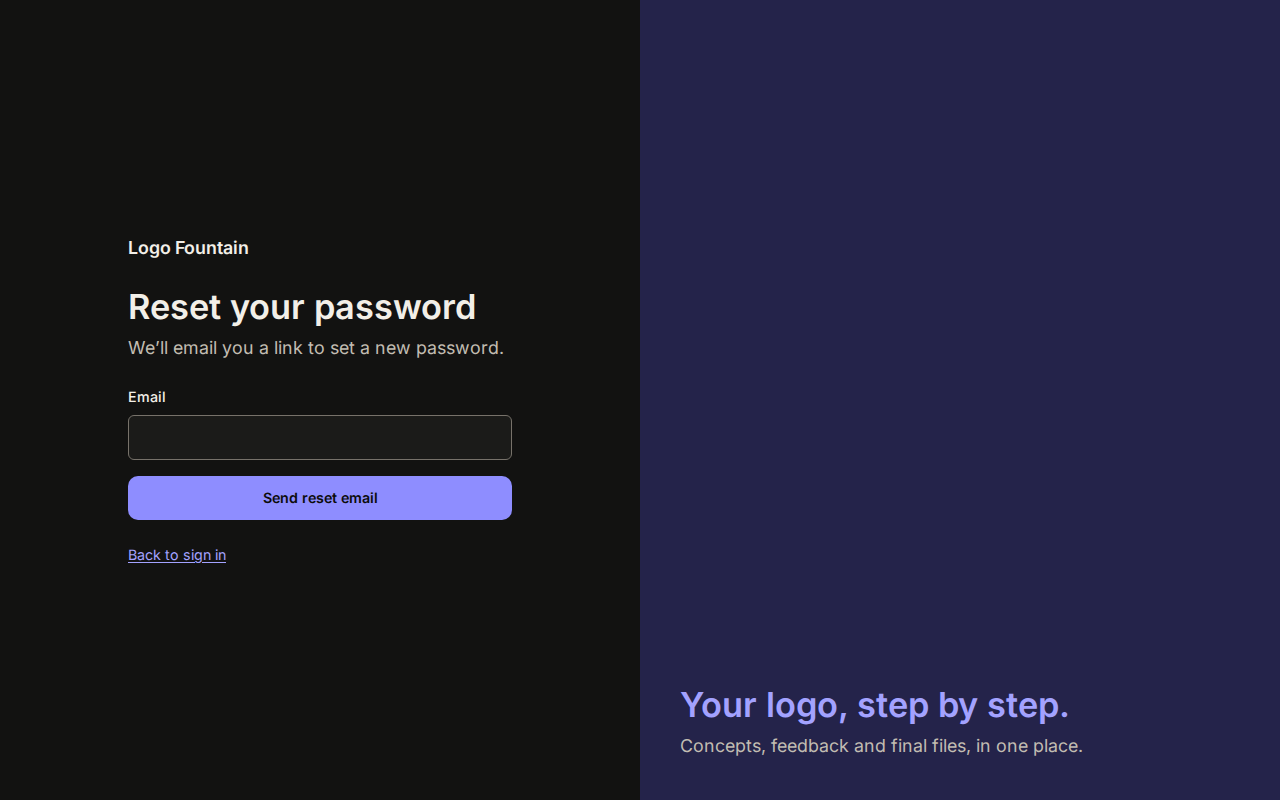 Logo Fountain
Reset your password
We’ll email you a link to set a new password.
Email
Send reset email
Back to sign in
Your logo, step by step.
Concepts, feedback and final files, in one place.